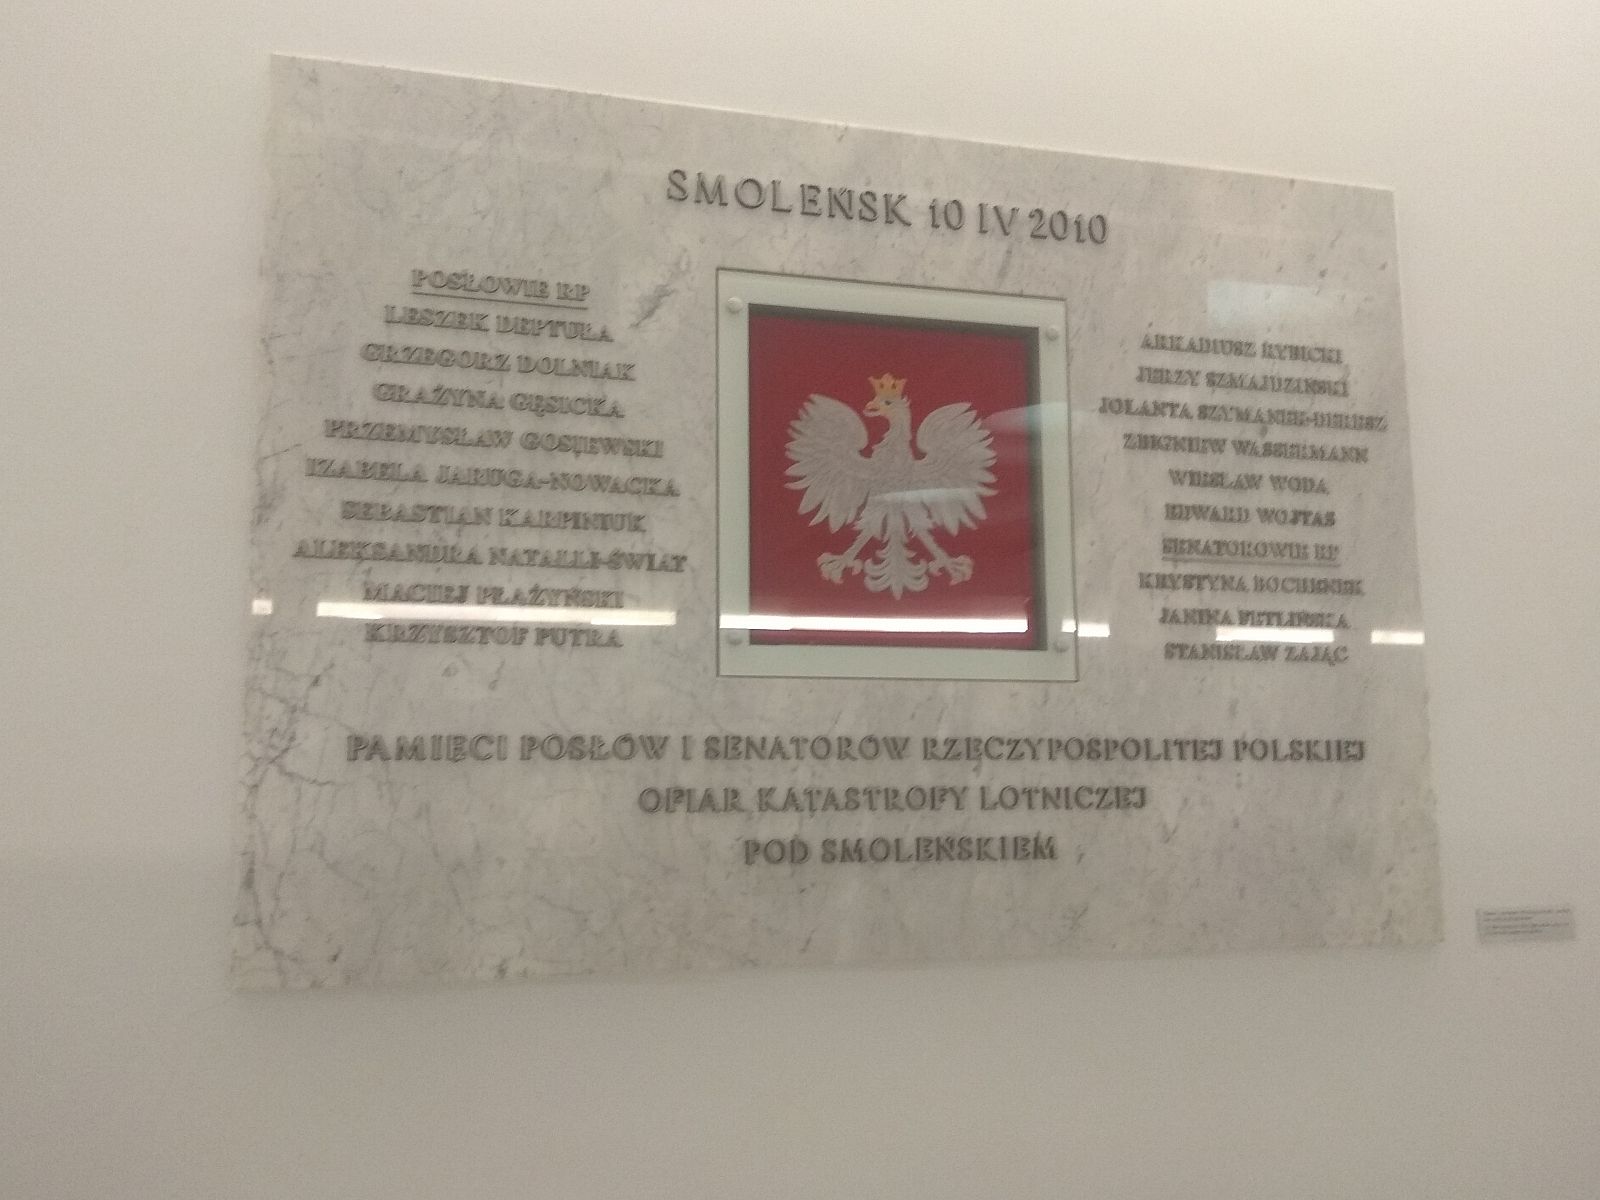 SMOLEŃSK 10 IV 2010
POSŁOWIE RP
LESZEK DEPTUŁA
GRZEGORZ DOLNIAK
GRAŻYNA GĘSICKA
PRZEMYSŁAW GOSIEWSKI
IZABELA JARUGA-NOWACKA
SEBASTIAN KARPINIUK
ALEKSANDRA NATALLI-ŚWIAT
MACIEJ PŁAŻYŃSKI
KRZYSZTOF PUTRA
ARKADIUSZ RYBICKI
JERZY SZMAJDZIŃSKI
JOLANTA SZYMANEK-DERESZ
ZBIGNIEW WASSERMANN
WIESŁAW WODA
EDWARD WOJTAS
SENATOROWIE RP
KRYSTYNA BOCHENEK
JANINA FETLIŃSKA
STANISŁAW ZAJĄC
PAMIĘCI POSŁÓW I SENATORÓW RZECZYPOSPOLITEJ POLSKIEJ
OFIAR KATASTROFY LOTNICZEJ
POD SMOLEŃSKIEM